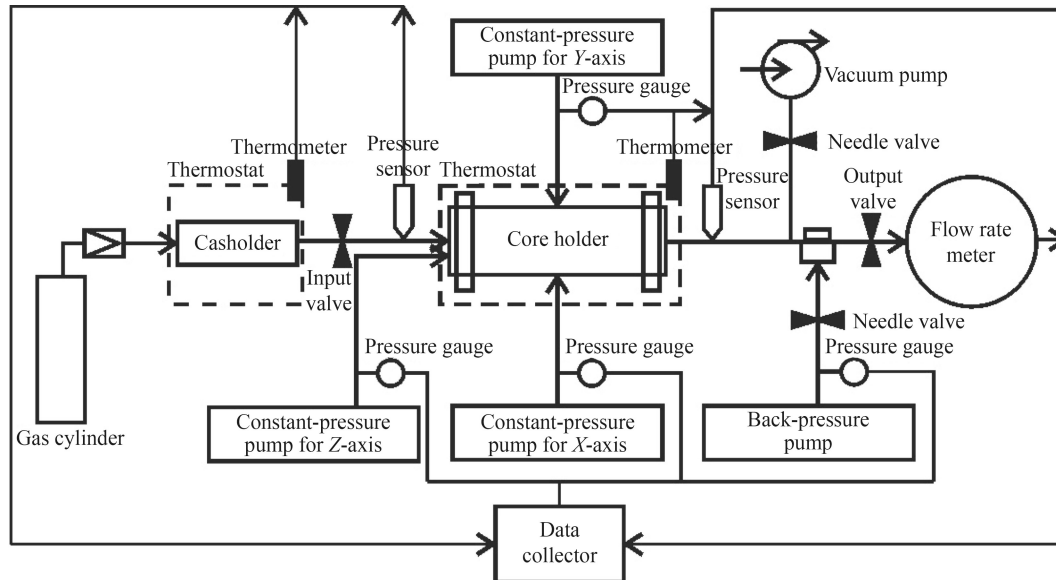 Constant-pressure
pump for Y-axis
Vacuum pump
Pressure gauge
Thermometer
Thermostat
Pressure
sensor
Thermostat
Thermometer
Needle valve
Pressure
sensor
Output
valve
Casholder
Core holder
Flow rate
meter
Input
valve
Needle valve
Pressure gauge
Pressure gauge
Pressure gauge
Gas cylinder
Constant-pressure
pump for Z-axis
Constant-pressure
pump for X-axis
Back-pressure
pump
Data
collector